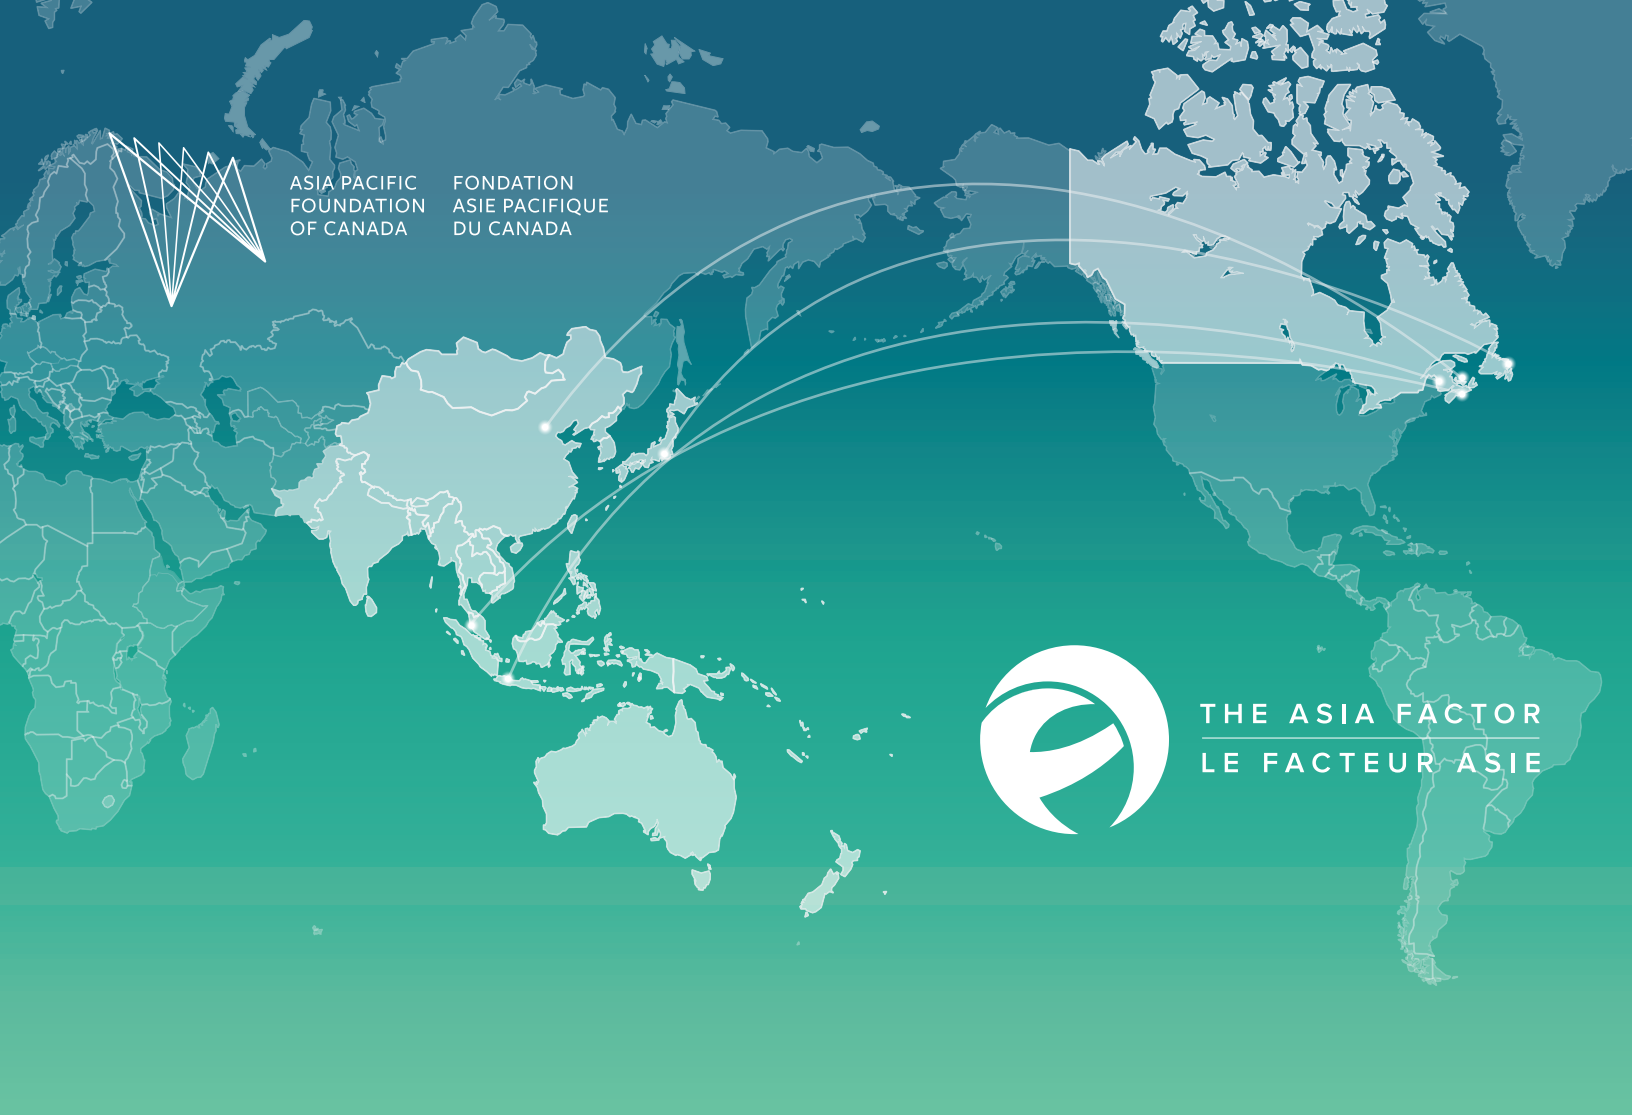 ASIA PACIFIC
FOUNDATION
OF CANADA
FONDATION
ASIE PACIFIQUE
DU CANADA
THE ASIA FACTOR
LE FACTEUR ASIE